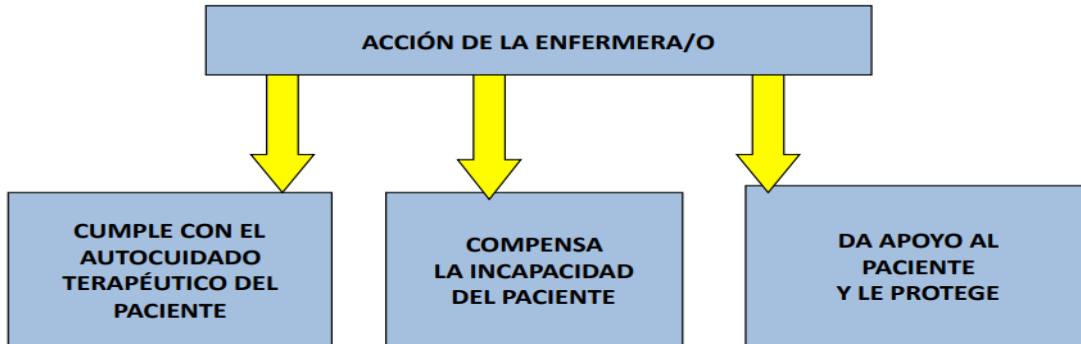 ACCIÓN DE LA ENFERMERA/O
CUMPLE CON EL
AUTOCUIDADO
TERAPÉUTICO DEL
PACIENTE
COMPENSA
LA INCAPACIDAD
DEL PACIENTE
DA APOYO AL
PACIENTE
Y LE PROTEGE